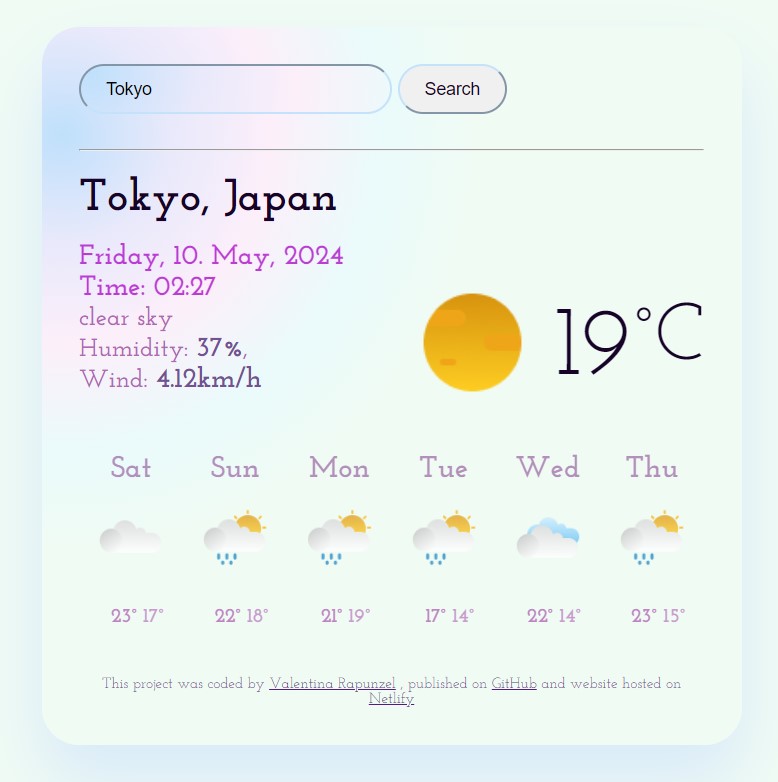 Tokyo Search
Tokyo, Japan
Friday, 10. May, 2024
Time: 02:27
clear sky
Humidity: 37%,
Wind: 4.12km/h
19°C
Sat Sun Mon Tue Wed Thu
23° 17° 22° 18° 21° 19° 17° 14° 22° 14° 23° 15°
This project was coded by Valentina Rapunzel , published on GitHub and website hosted on
Netlify